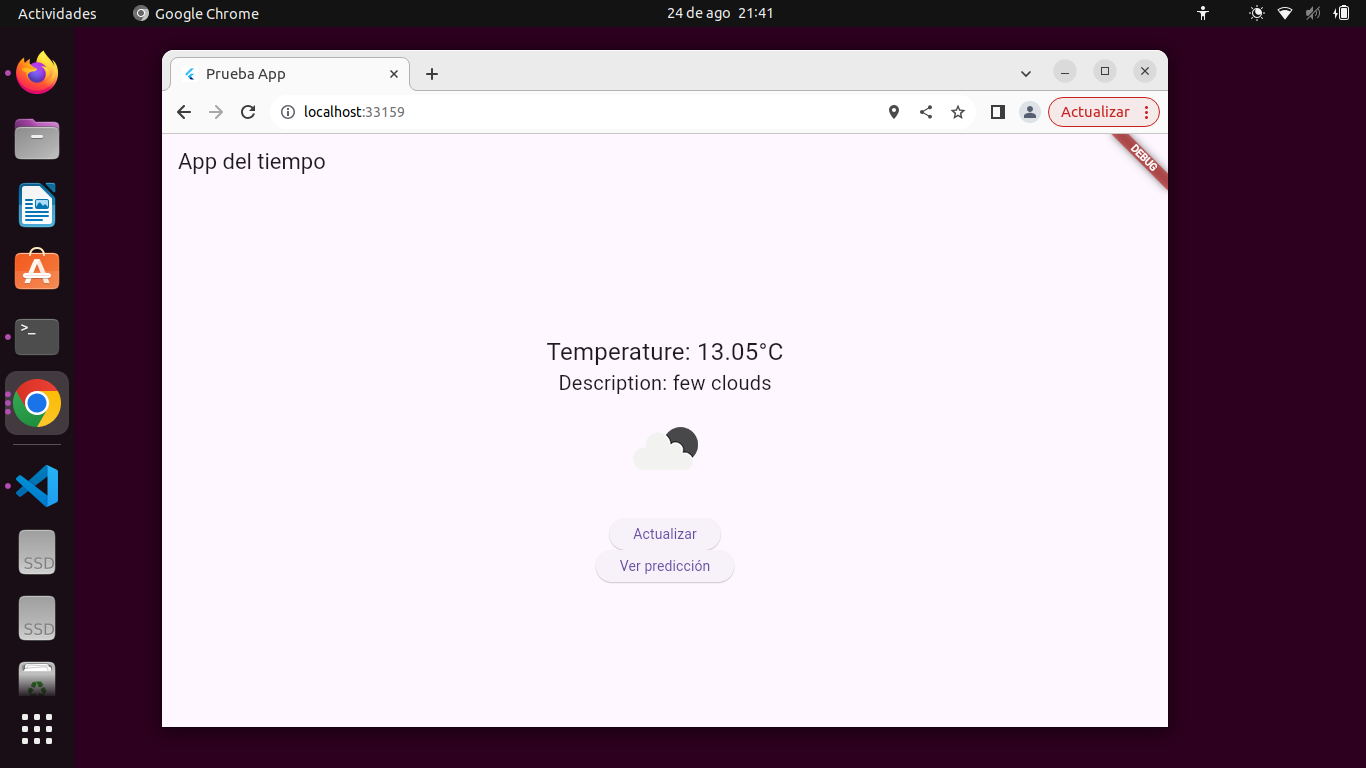 Actividades
Google Chrome
24 de ago 21:41
Prueba App
localhost:33159
Actualizar
App del tiempo
DEBUG
Temperature: 13.05°C
Description: few clouds
Actualizar
Ver predicción
>_
SSD
SSD